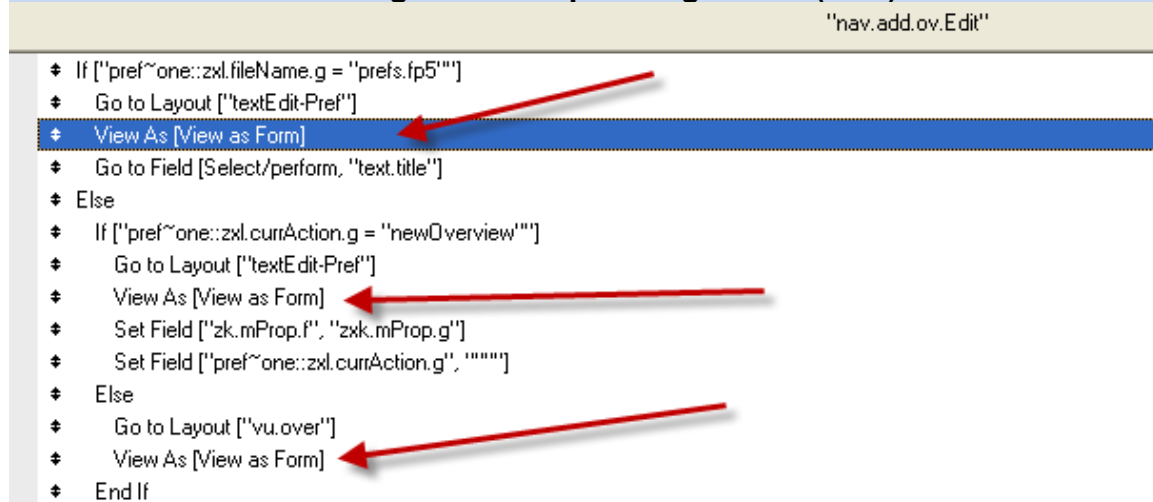 "nav.add.ov.Edit"
If ["pref~one::zxl.fileName.g = "prefs.fp5""]
Go to Layout ["textEdit-Pref"]
View As [View as Form]
Go to Field [Select/perform, "text.title"]
Else
If ["pref~one::zxl.currAction.g = "newOverview""]
Go to Layout ["textEdit-Pref"]
View As [View as Form]
Set Field ["zk.mProp.f", "zxk.mProp.g"]
Set Field ["pref~one::zxl.currAction.g", """"]
Else
Go to Layout ["vu.over"]
View As [View as Form]
End If